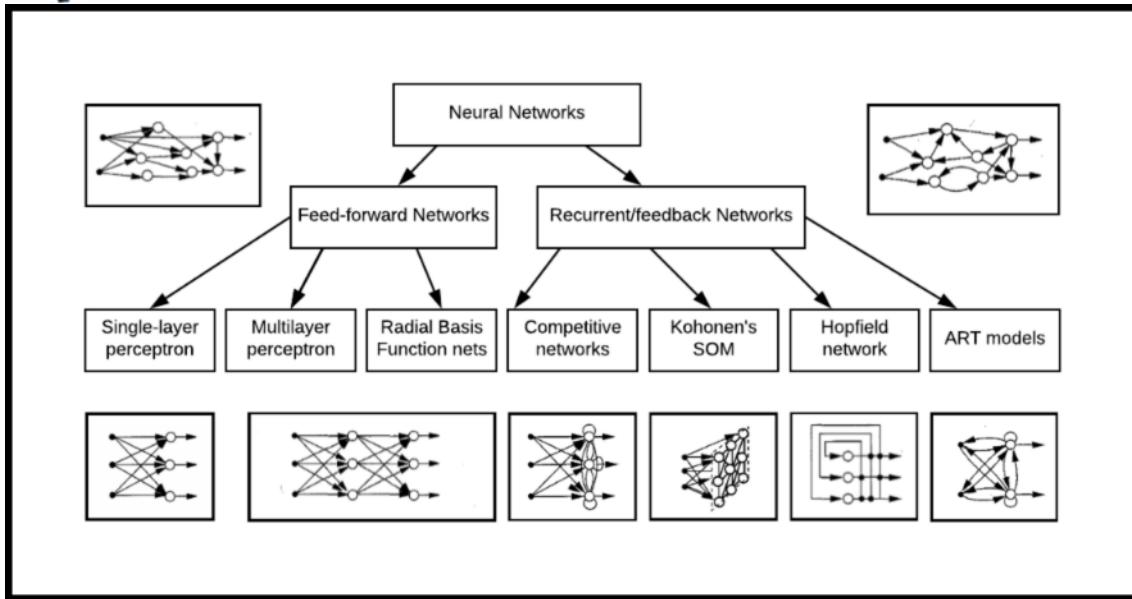 Neural Networks
Feed-forward Networks
Recurrent/feedback Networks
Single-layer
perceptron
Multilayer
perceptron
Radial Basis
Function nets
Competitive
networks
Kohonen's
SOM
Hopfield
network
ART models